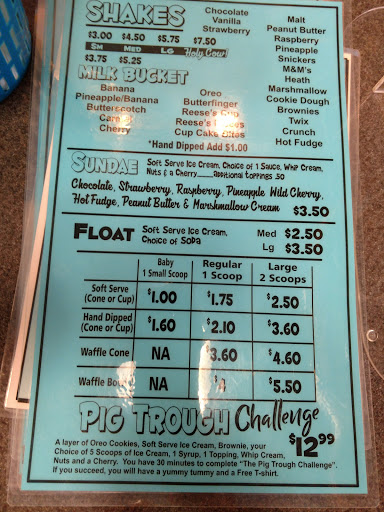 SHAKES
Chocolate
Vanilla
Strawberry
Malt
Peanut Butter
Raspberry
Pineapple
Snickers
M&M's
Heath
Marshmallow
Cookie Dough
Brownies
Twix
Crunch
Hot Fudge
$3.00 $4.50 $5.75 $7.50
SM MED LG Holy Cow!
$3.75 $5.25
MILK BUCKET
Banana
Pineapple/Banana
Butterscotch
Cherry
Oreo
Butterfinger
Reese's Cup
Reese's
Cup Cake Bites
*Hand Dipped Add $1.00
SUNDAE Soft Serve Ice Cream, Choice of 1 Sauce, Whip Cream,
Nuts & a Cherry......additional toppings .50
Chocolate, Strawberry, Raspberry, Pineapple Wild Cherry,
Hot Fudge, Peanut Butter & Marshmallow Cream $3.50
FLOAT Soft Serve Ice Cream, Med $2.50
Choice of Soda Lg $3.50
Baby Regular Large
1 Small Scoop 1 Scoop 2 Scoops
Soft Serve
(Cone or Cup) $1.00 $1.75 $2.50
Hand Dipped
(Cone or Cup) $1.60 $2.10 $3.60
Waffle Cone NA $3.60 $4.60
Waffle NA $5.50
PIG TROUGH Challenge
$12.99
A layer of Oreo Cookies, Soft Serve Ice Cream, Brownie, your
Choice of 5 Scoops of Ice Cream, 1 Syrup, 1 Topping, Whip Cream,
Nuts and a Cherry. You have 30 minutes to complete "The Pig Trough Challenge".
If you succeed, you will have a yummy tummy and a Free T-shirt.